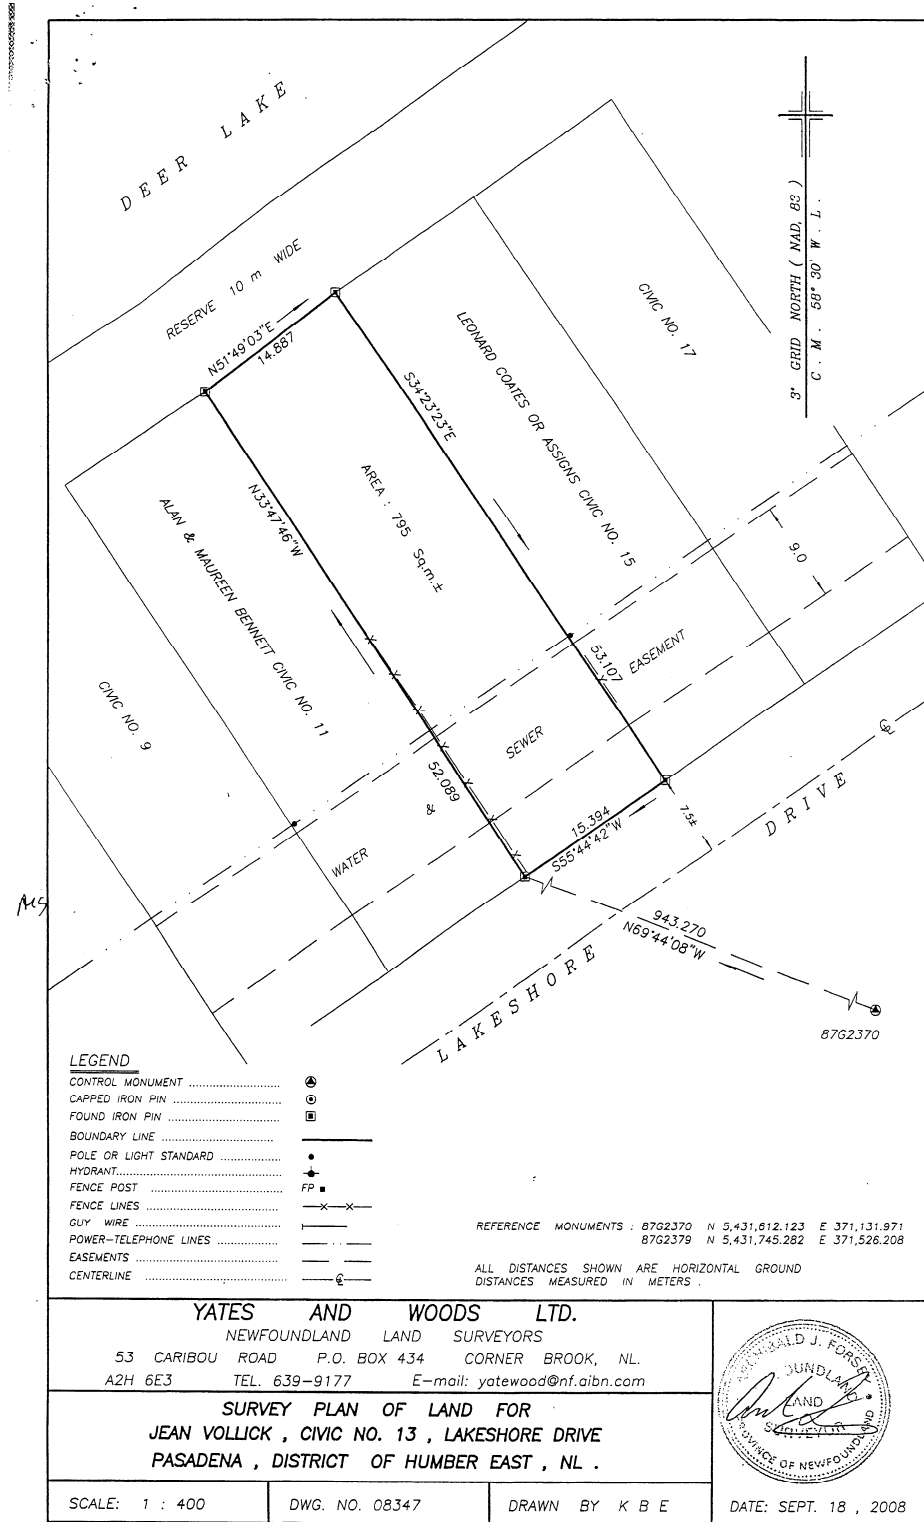 DEER LAKE
RESERVE 10 m WIDE
N51°49'03"E
14.887
3° GRID NORTH ( NAD, 83 )
C . M . 58° 30' W . L .
CIVIC NO. 17
LEONARD COATES OR ASSIGNS CIVIC NO. 15
S34°23'23"E
53.107
AREA : 795 Sq.m.±
N33°47'46"W
52.089
ALAN & MAUREEN BENNETT CIVIC NO. 11
CIVIC NO. 9
9.0
WATER & SEWER EASEMENT
15.394
S55°44'42"W
7.5±
LAKESHORE DRIVE
943.270
N69°44'08"W
87G2370
LEGEND
CONTROL MONUMENT ..........................
CAPPED IRON PIN ..............................
FOUND IRON PIN ...............................
BOUNDARY LINE ...............................
POLE OR LIGHT STANDARD ...................
HYDRANT............................................
FENCE POST .................................... FP
FENCE LINES ......................................
GUY WIRE ........................................
POWER-TELEPHONE LINES .................
EASEMENTS .......................................
CENTERLINE ......................................
REFERENCE MONUMENTS : 87G2370 N 5,431,612.123 E 371,131.971
87G2379 N 5,431,745.282 E 371,526.208
ALL DISTANCES SHOWN ARE HORIZONTAL GROUND
DISTANCES MEASURED IN METERS .
YATES AND WOODS LTD.
NEWFOUNDLAND LAND SURVEYORS
53 CARIBOU ROAD P.O. BOX 434 CORNER BROOK, NL.
A2H 6E3 TEL. 639-9177 E-mail: yatewood@nf.aibn.com
SURVEY PLAN OF LAND FOR
JEAN VOLLICK , CIVIC NO. 13 , LAKESHORE DRIVE
PASADENA , DISTRICT OF HUMBER EAST , NL .
SCALE: 1 : 400
DWG. NO. 08347
DRAWN BY K B E
J. FORSEY
LAND
SURVEYOR
PROVINCE OF NEWFOUNDLAND
DATE: SEPT. 18 , 2008